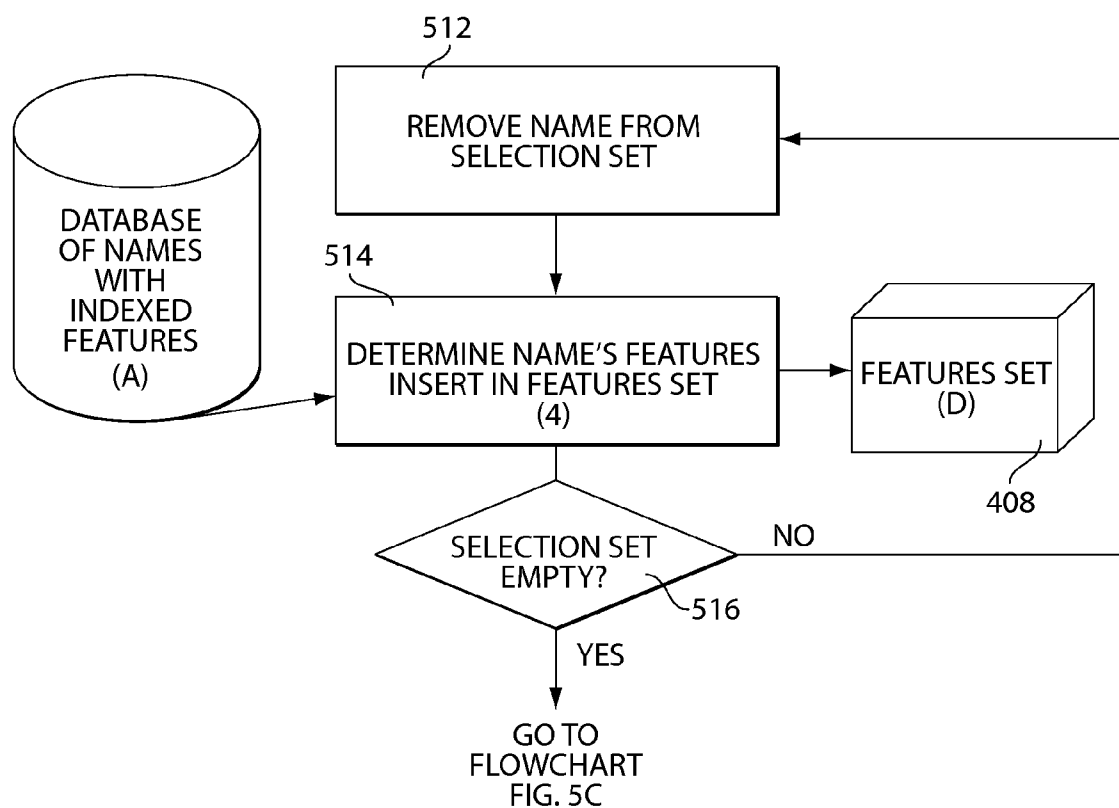 512
REMOVE NAME FROM
SELECTION SET
DATABASE
OF NAMES
WITH
INDEXED
FEATURES
(A)
514
DETERMINE NAME'S FEATURES
INSERT IN FEATURES SET
(4)
FEATURES SET
(D)
408
SELECTION SET
EMPTY?
516
NO
YES
GO TO
FLOWCHART
FIG. 5C